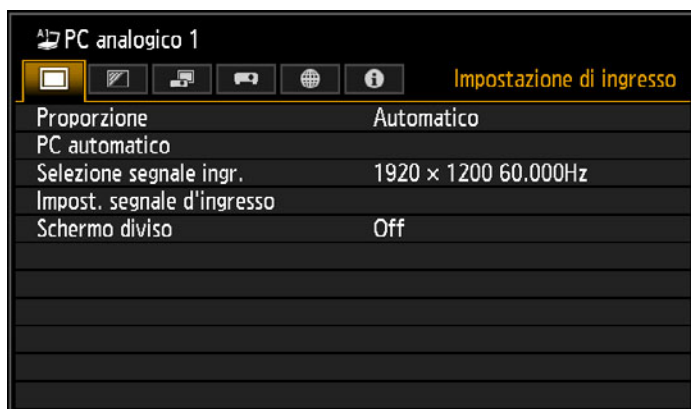 PC analogico 1
Impostazione di ingresso
Proporzione Automatico
PC automatico
Selezione segnale ingr. 1920 × 1200 60.000Hz
Impost. segnale d'ingresso
Schermo diviso Off